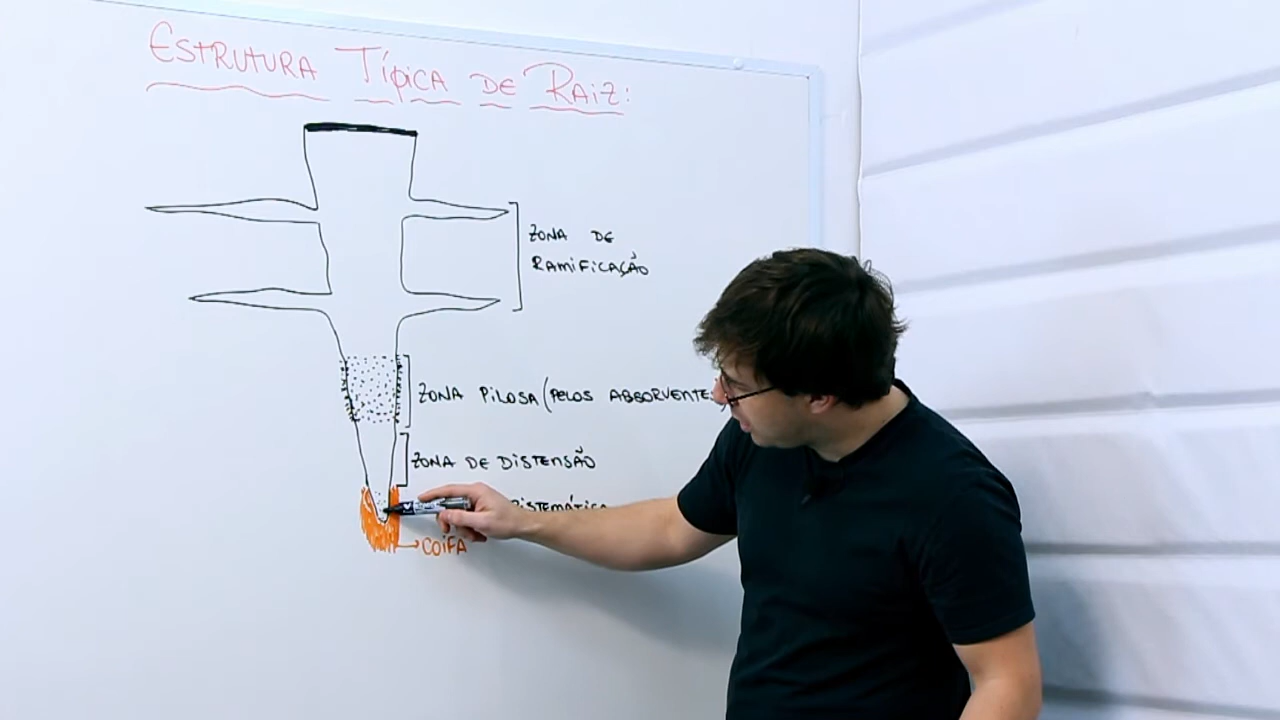 ESTRUTURA TÍPICA DE RAIZ:
ZONA DE
RAMIFICAÇÃO
ZONA PILOSA (PELOS ABSORVENTES
ZONA DE DISTENSÃO
COIFA